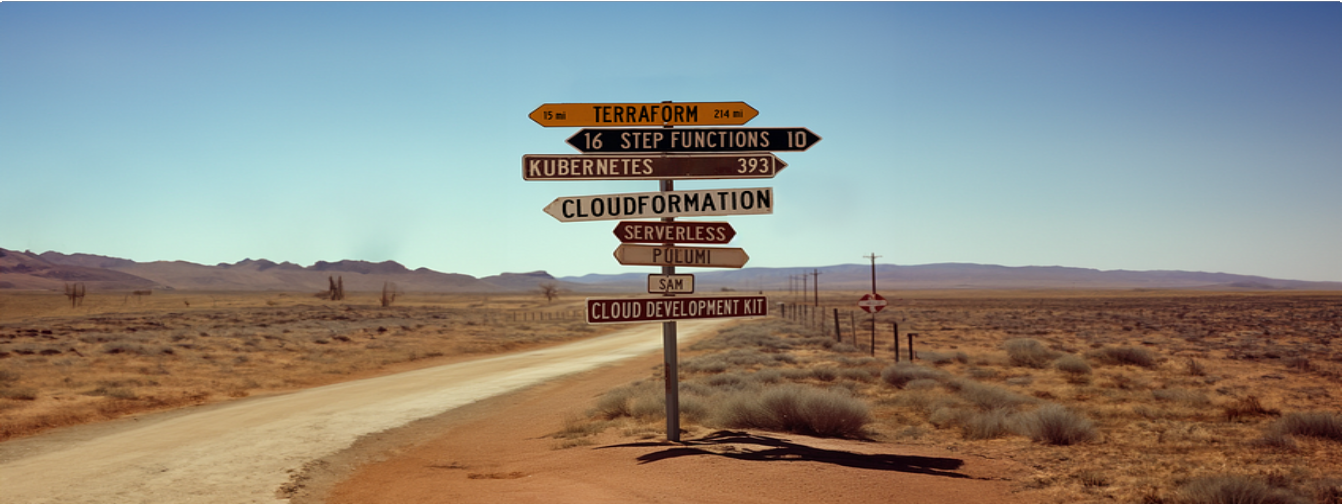 15 mi TERRAFORM 214 mi
16 STEP FUNCTIONS 10
KUBERNETES 393
CLOUDFORMATION
SERVERLESS
PULUMI
SAM
CLOUD DEVELOPMENT KIT